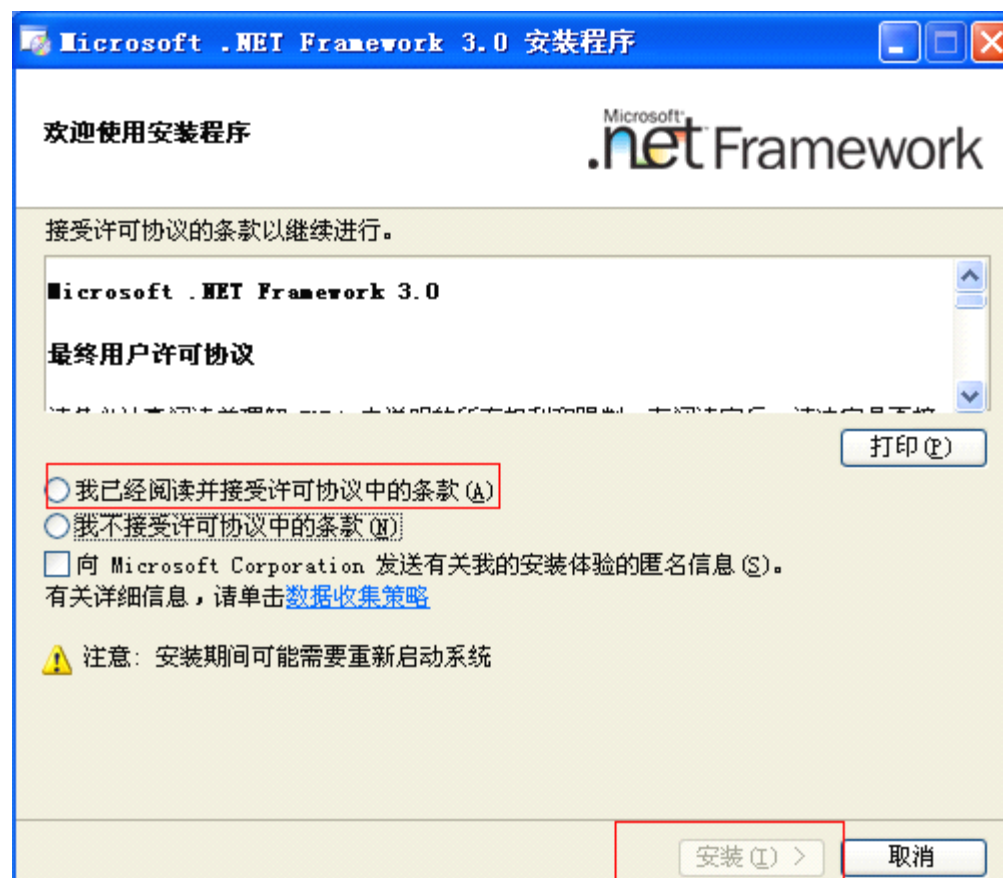 Microsoft .NET Framework 3.0 安装程序
欢迎使用安装程序
Microsoft
.net Framework
接受许可协议的条款以继续进行。
Microsoft .NET Framework 3.0
最终用户许可协议
打印(P)
我已经阅读并接受许可协议中的条款(A)
我不接受许可协议中的条款(N)
向 Microsoft Corporation 发送有关我的安装体验的匿名信息(S)。
有关详细信息，请单击数据收集策略
注意: 安装期间可能需要重新启动系统
安装(I) >
取消